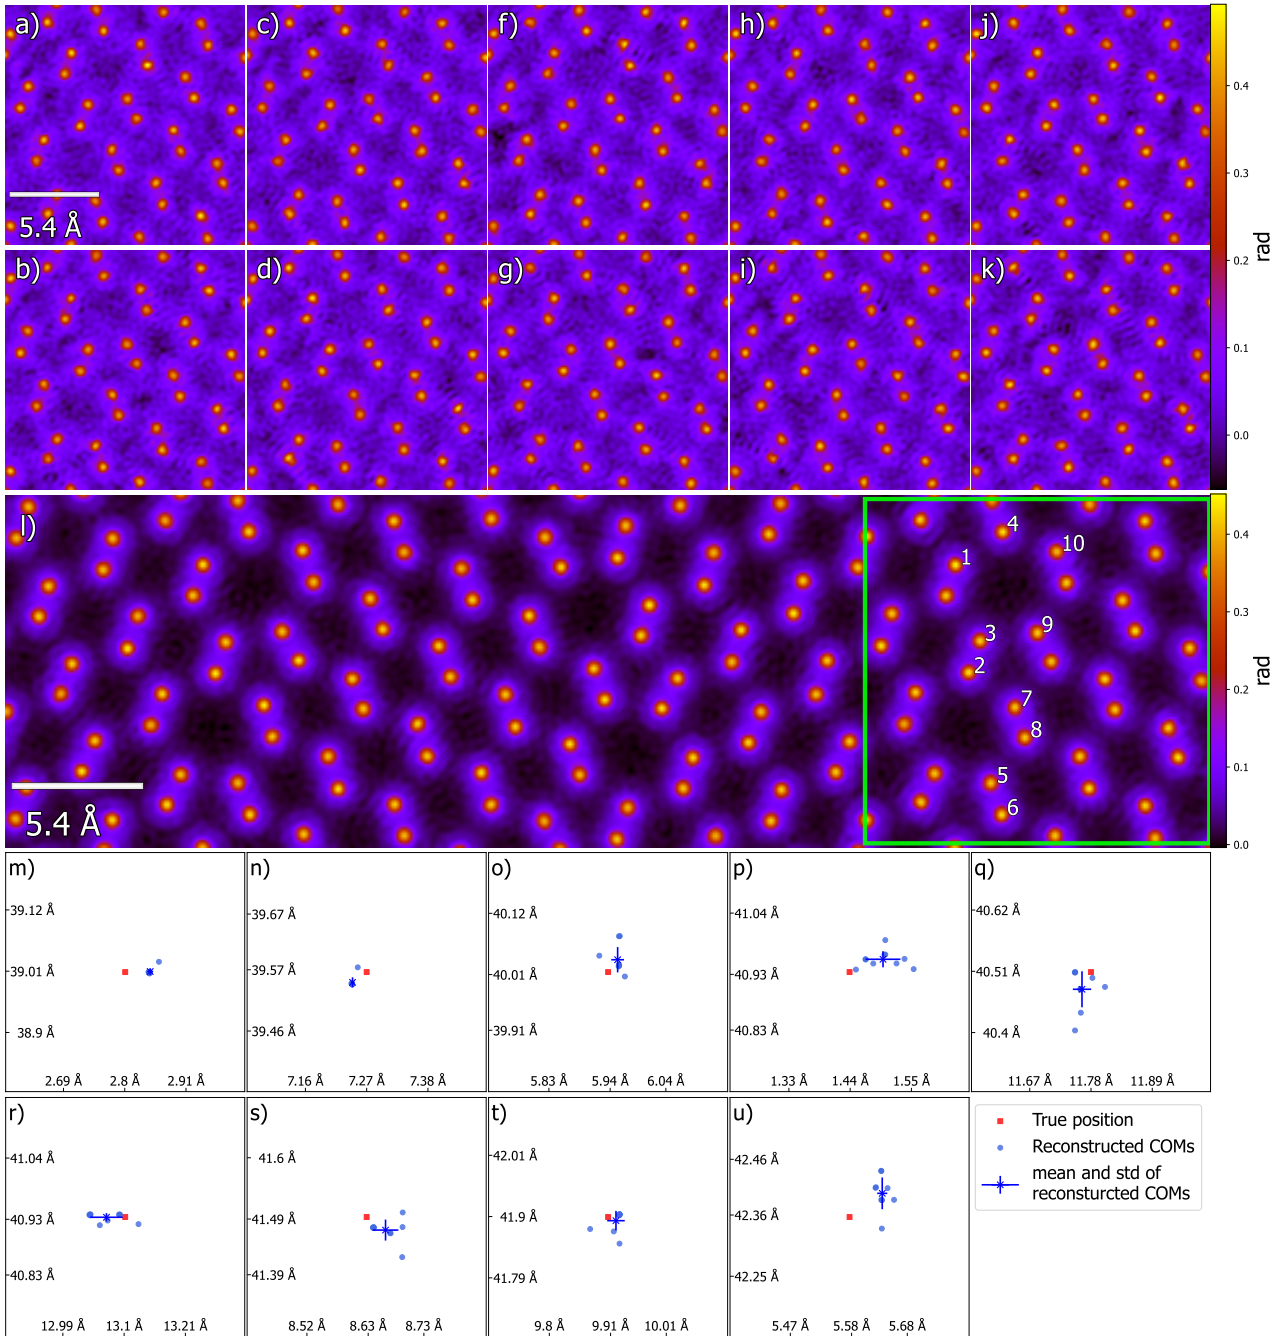 a)
c)
f)
h)
j)
5.4 Å
b)
d)
g)
i)
k)
0.4
0.3
0.2
0.1
0.0
rad
l)
4
1
10
3
9
2
7
8
5
6
5.4 Å
0.4
0.3
0.2
0.1
0.0
rad
m)
39.12 Å
39.01 Å
38.9 Å
2.69 Å 2.8 Å 2.91 Å
n)
39.67 Å
39.57 Å
39.46 Å
7.16 Å 7.27 Å 7.38 Å
o)
40.12 Å
40.01 Å
39.91 Å
5.83 Å 5.94 Å 6.04 Å
p)
41.04 Å
40.93 Å
40.83 Å
1.33 Å 1.44 Å 1.55 Å
q)
40.62 Å
40.51 Å
40.4 Å
11.67 Å 11.78 Å 11.89 Å
r)
41.04 Å
40.93 Å
40.83 Å
12.99 Å 13.1 Å 13.21 Å
s)
41.6 Å
41.49 Å
41.39 Å
8.52 Å 8.63 Å 8.73 Å
t)
42.01 Å
41.9 Å
41.79 Å
9.8 Å 9.91 Å 10.01 Å
u)
42.46 Å
42.36 Å
42.25 Å
5.47 Å 5.58 Å 5.68 Å
True position
Reconstructed COMs
mean and std of
reconsturcted COMs